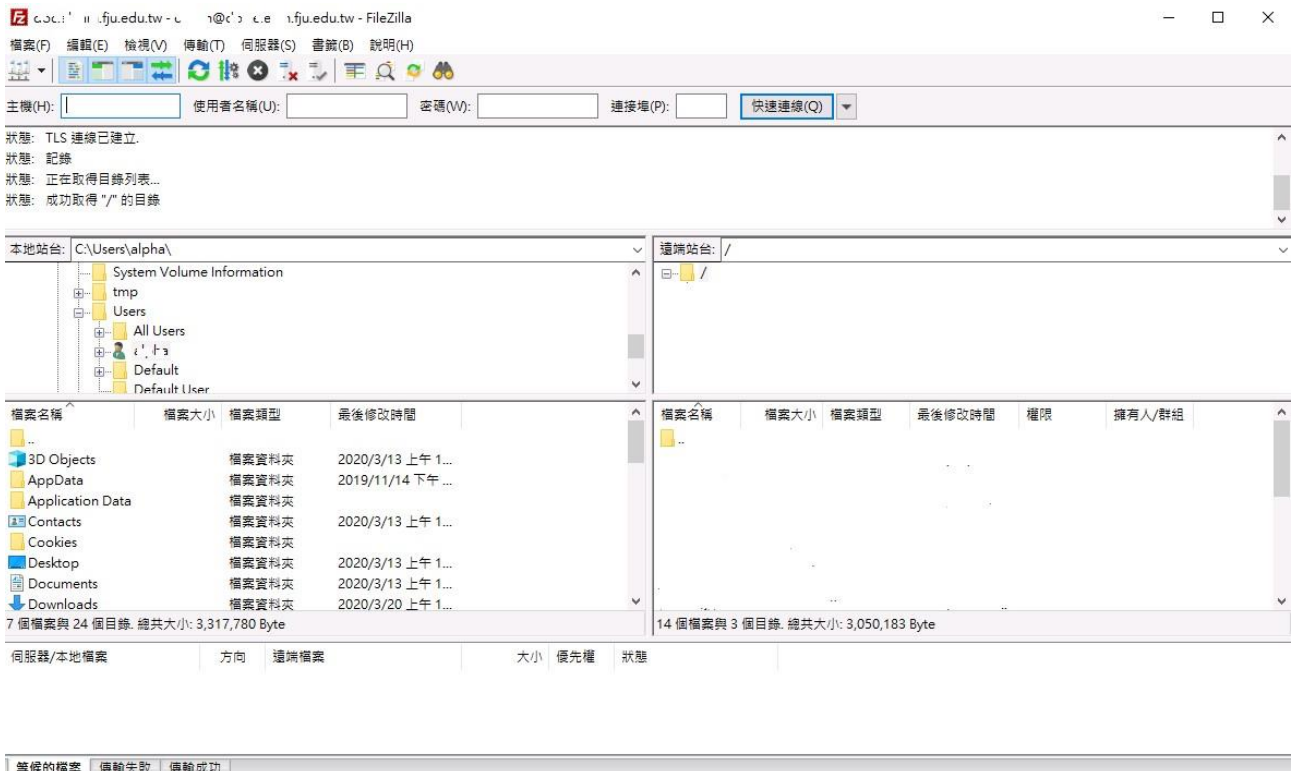 .fju.edu.tw - FileZilla
檔案(F) 編輯(E) 檢視(V) 傳輸(T) 伺服器(S) 書籤(B) 說明(H)
主機(H): 使用者名稱(U): 密碼(W): 連接埠(P): 快速連線(Q)
狀態: TLS 連線已建立.
狀態: 記錄
狀態: 正在取得目錄列表...
狀態: 成功取得 "/" 的目錄
本地站台: C:\Users\alpha\
System Volume Information
tmp
Users
All Users
Default
Default User
遠端站台: /
/
檔案名稱 檔案大小 檔案類型 最後修改時間
..
3D Objects 檔案資料夾 2020/3/13 上午 1...
AppData 檔案資料夾 2019/11/14 下午 ...
Application Data 檔案資料夾
Contacts 檔案資料夾 2020/3/13 上午 1...
Cookies 檔案資料夾
Desktop 檔案資料夾 2020/3/13 上午 1...
Documents 檔案資料夾 2020/3/13 上午 1...
Downloads 檔案資料夾 2020/3/20 上午 1...
7 個檔案與 24 個目錄. 總共大小: 3,317,780 Byte
檔案名稱 檔案大小 檔案類型 最後修改時間 權限 擁有人/群組
..
14 個檔案與 3 個目錄. 總共大小: 3,050,183 Byte
伺服器/本地檔案 方向 遠端檔案 大小 優先權 狀態
等候的檔案 傳輸失敗 傳輸成功